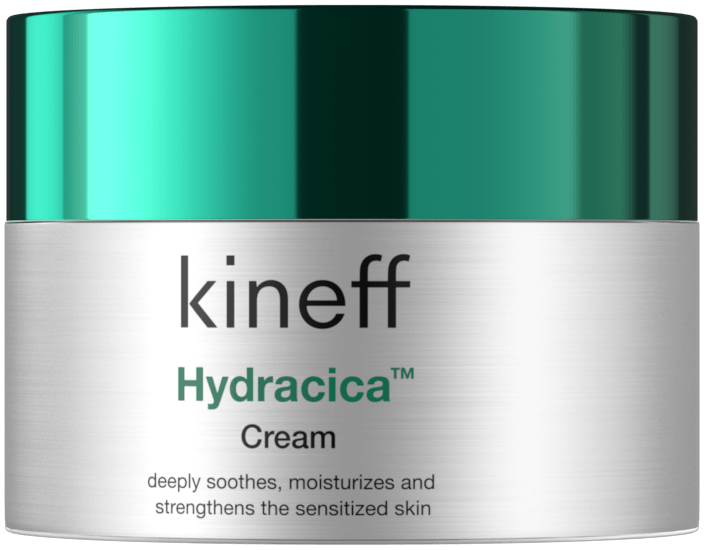 kineff
Hydracica™
Cream
deeply soothes, moisturizes and
strengthens the sensitized skin